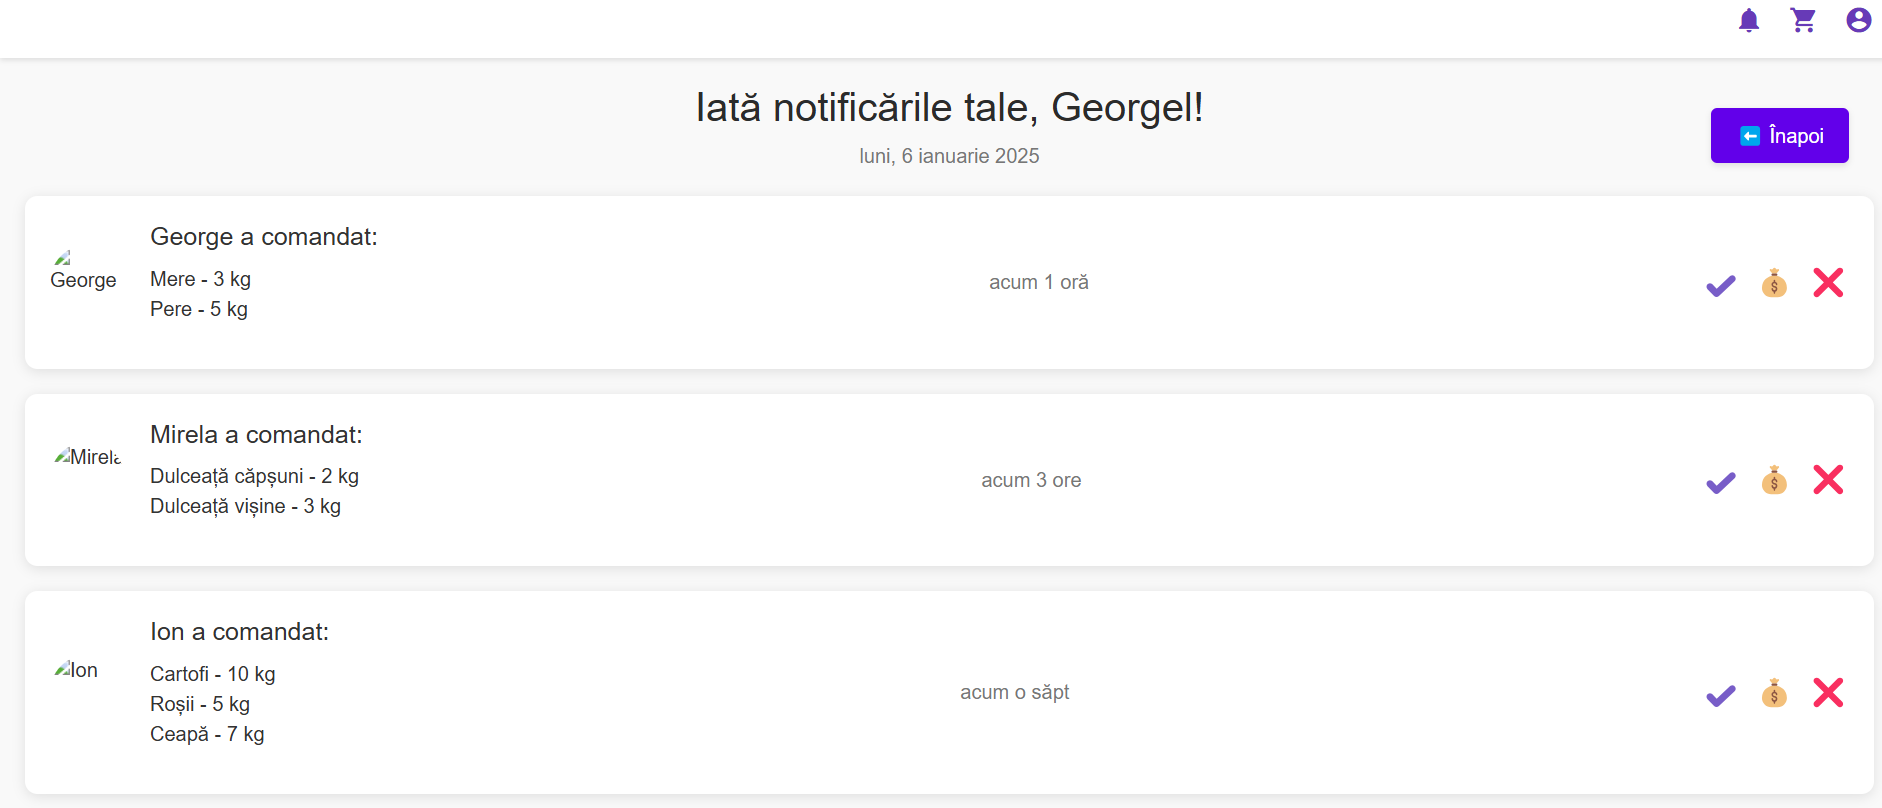 Iată notificările tale, Georgel!
luni, 6 ianuarie 2025
Înapoi
George a comandat:
George
Mere - 3 kg
Pere - 5 kg
acum 1 oră
Mirela a comandat:
Mirela
Dulceață căpșuni - 2 kg
Dulceață vișine - 3 kg
acum 3 ore
Ion a comandat:
Ion
Cartofi - 10 kg
Roșii - 5 kg
Ceapă - 7 kg
acum o săpt